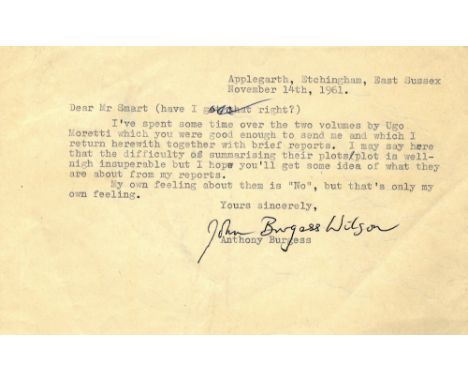 Applegarth, Etchingham, East Sussex
November 14th, 1961.
Dear Mr Smart (have I got that right?)
I've spent some time over the two volumes by Ugo
Moretti which you were good enough to send me and which I
return herewith together with brief reports. I may say here
that the difficulty of summarising their plots/plot is well-
nigh insuperable but I hope you'll get some idea of what they
are about from my reports.
My own feeling about them is "No", but that's only my
own feeling.
Yours sincerely,
John Burgess Wilson
Anthony Burgess